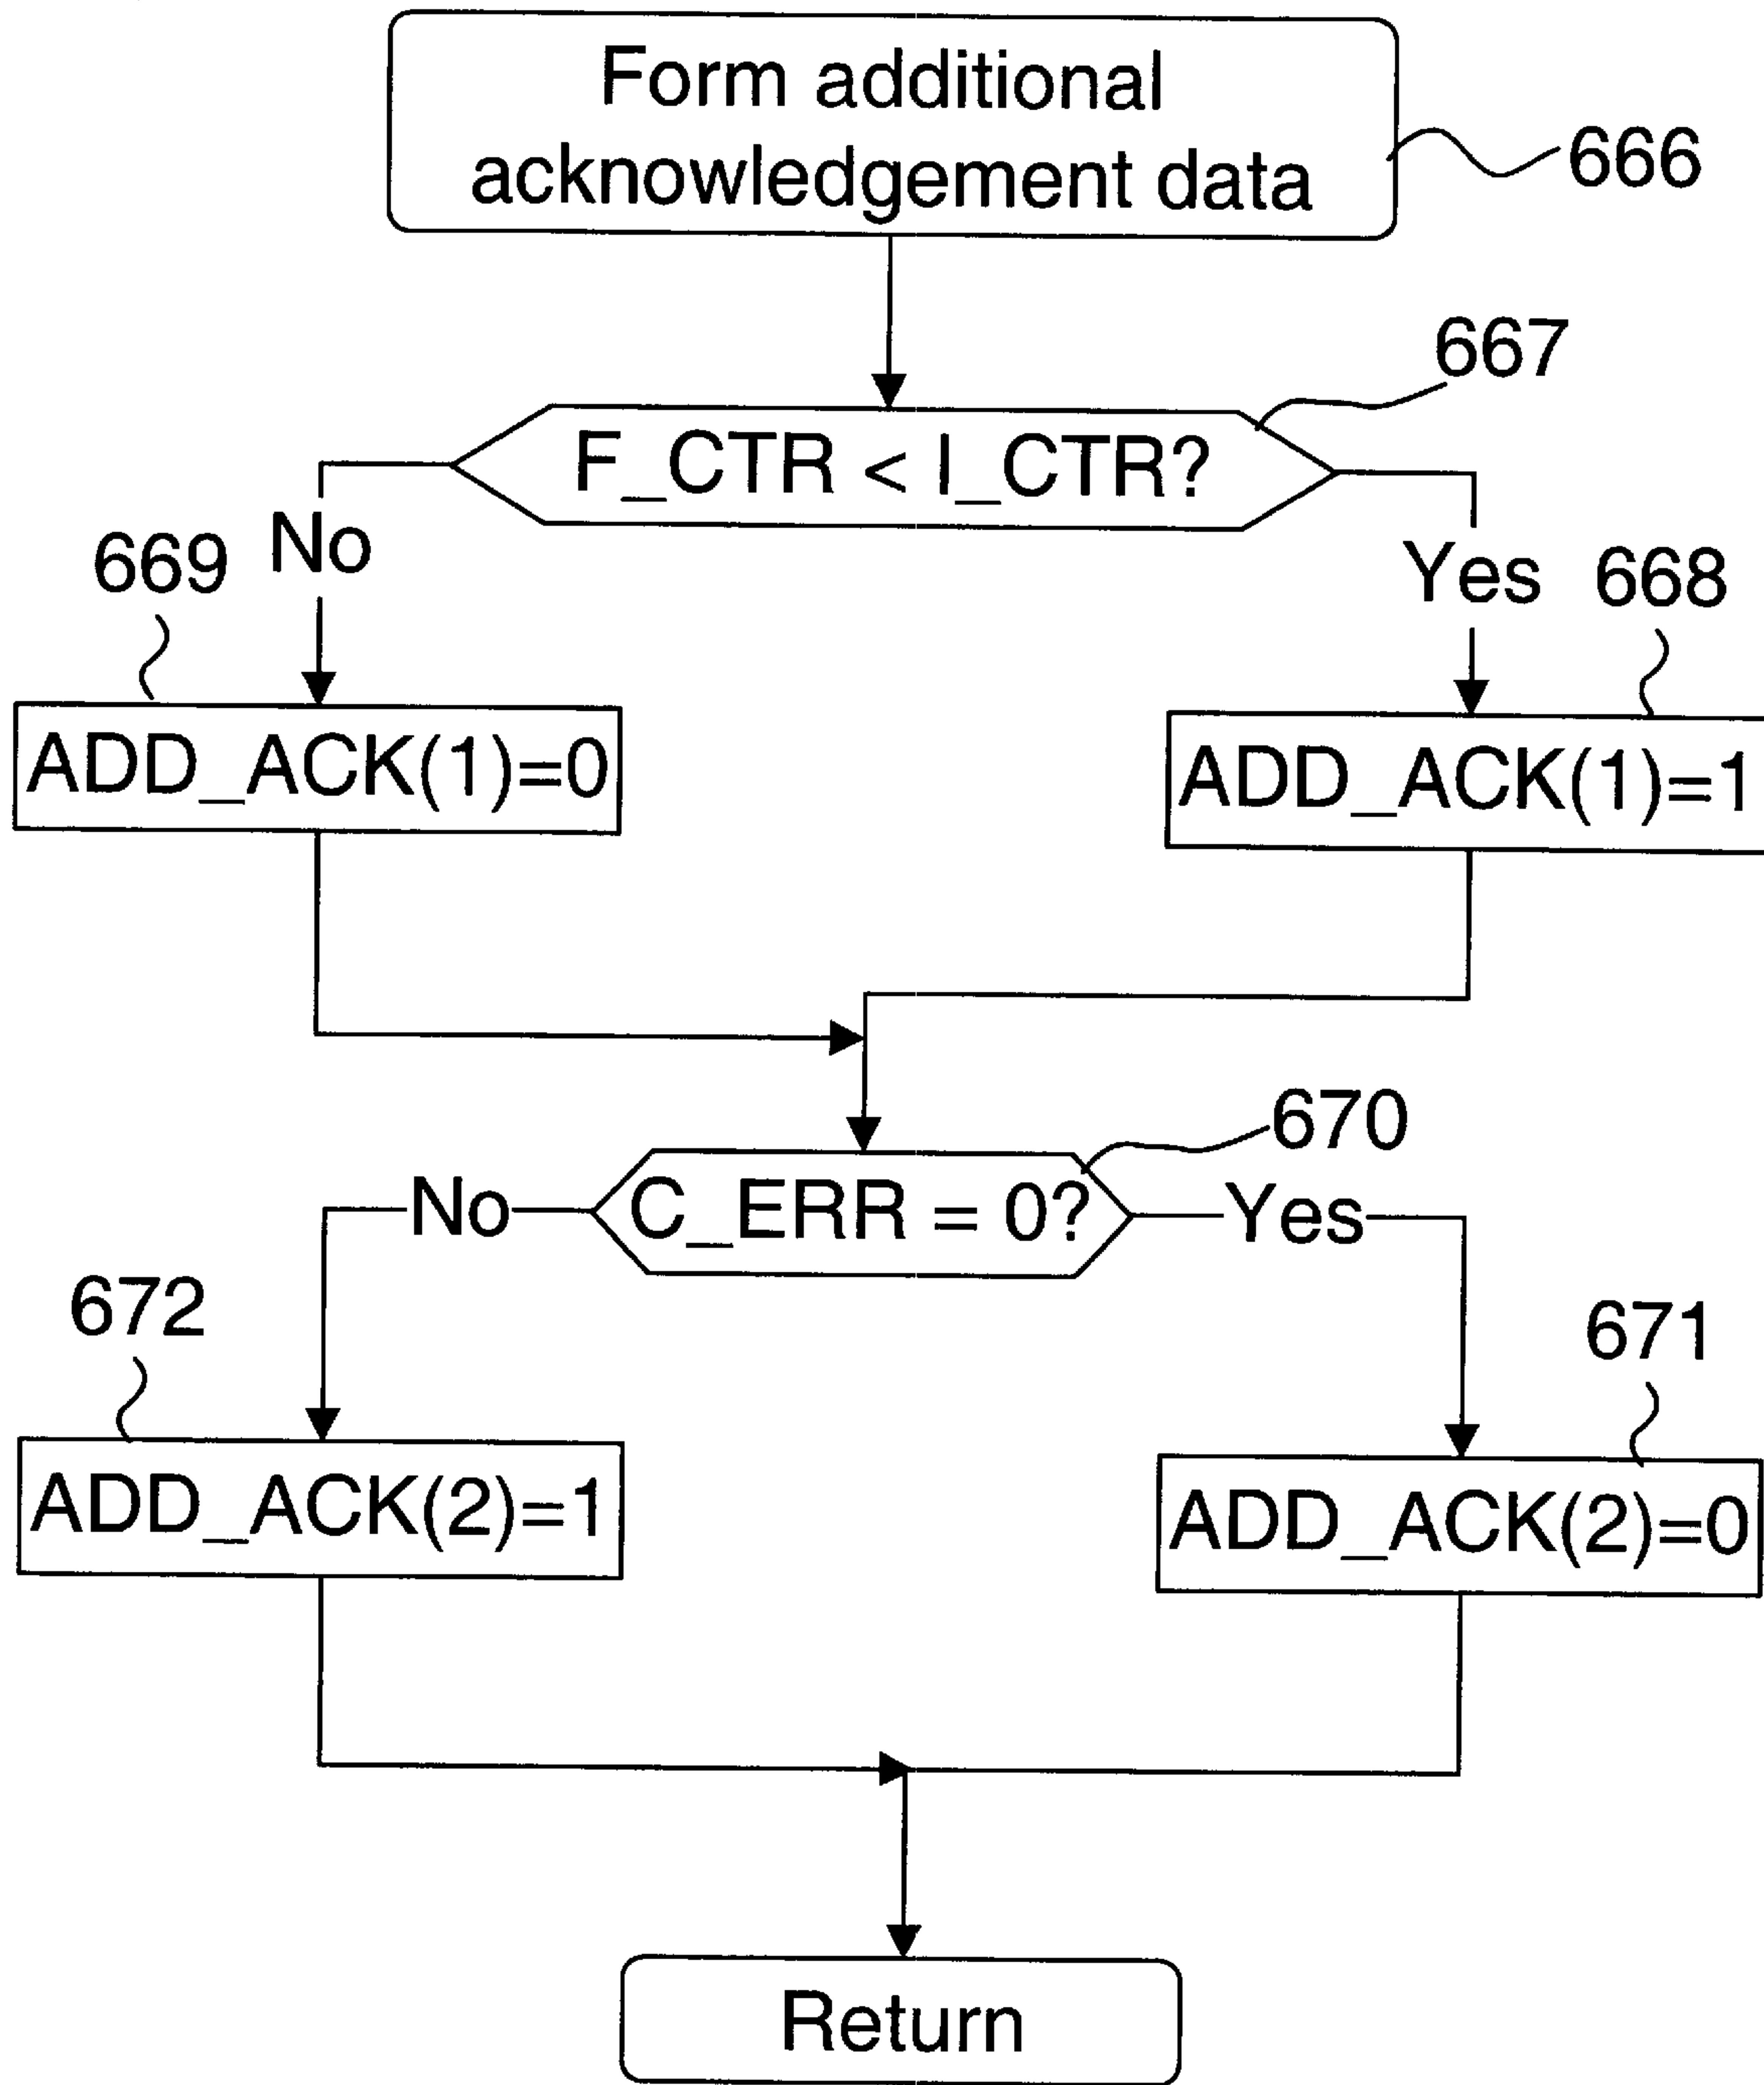 Form additional
acknowledgement data
666
667
F_CTR < I_CTR?
No
Yes
669
668
ADD_ACK(1)=0
ADD_ACK(1)=1
670
No
C_ERR = 0?
Yes
672
671
ADD_ACK(2)=1
ADD_ACK(2)=0
Return